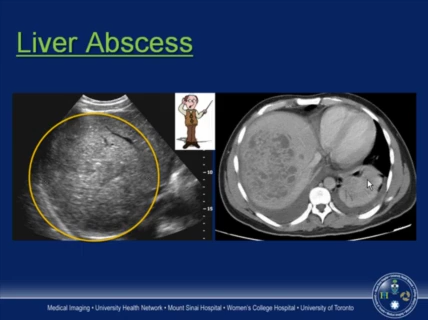 Liver Abscess
Medical Imaging • University Health Network • Mount Sinai Hospital • Women's College Hospital • University of Toronto